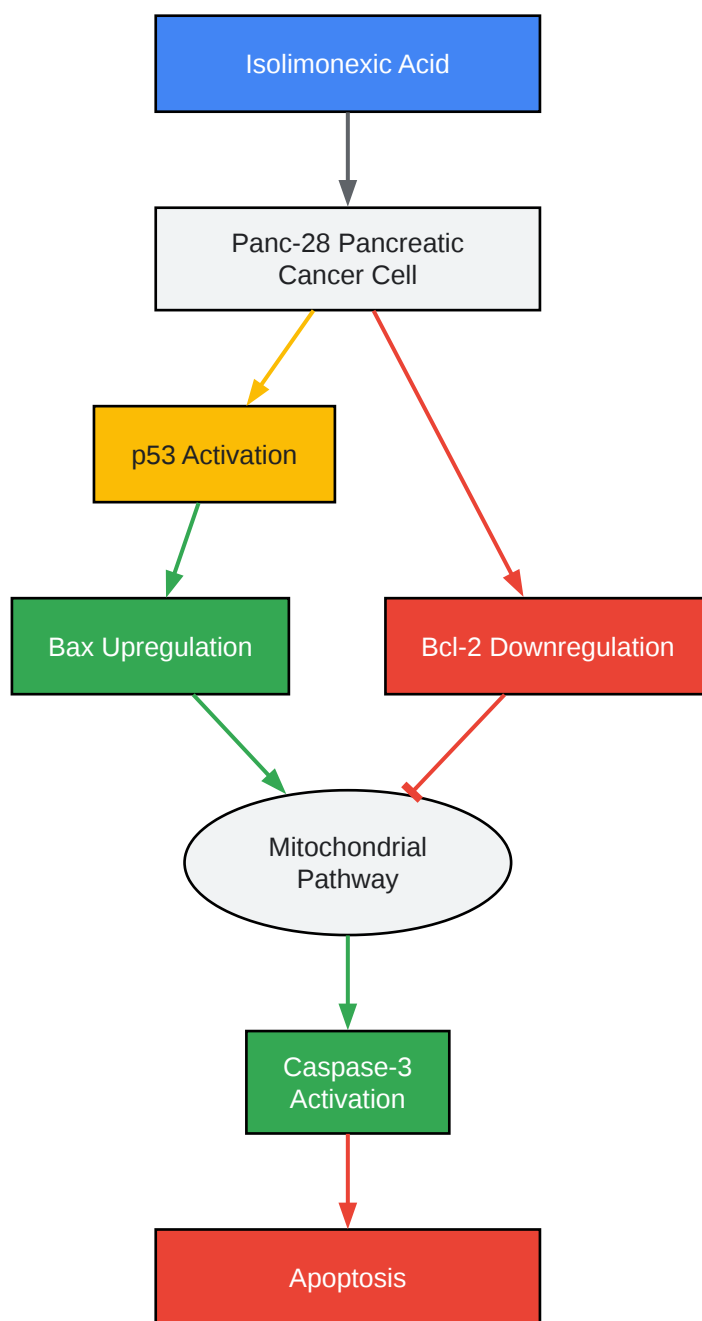 Isolimonexic Acid
Panc-28 Pancreatic
Cancer Cell
p53 Activation
Bax Upregulation
Bcl-2 Downregulation
Mitochondrial
Pathway
Caspase-3
Activation
Apoptosis